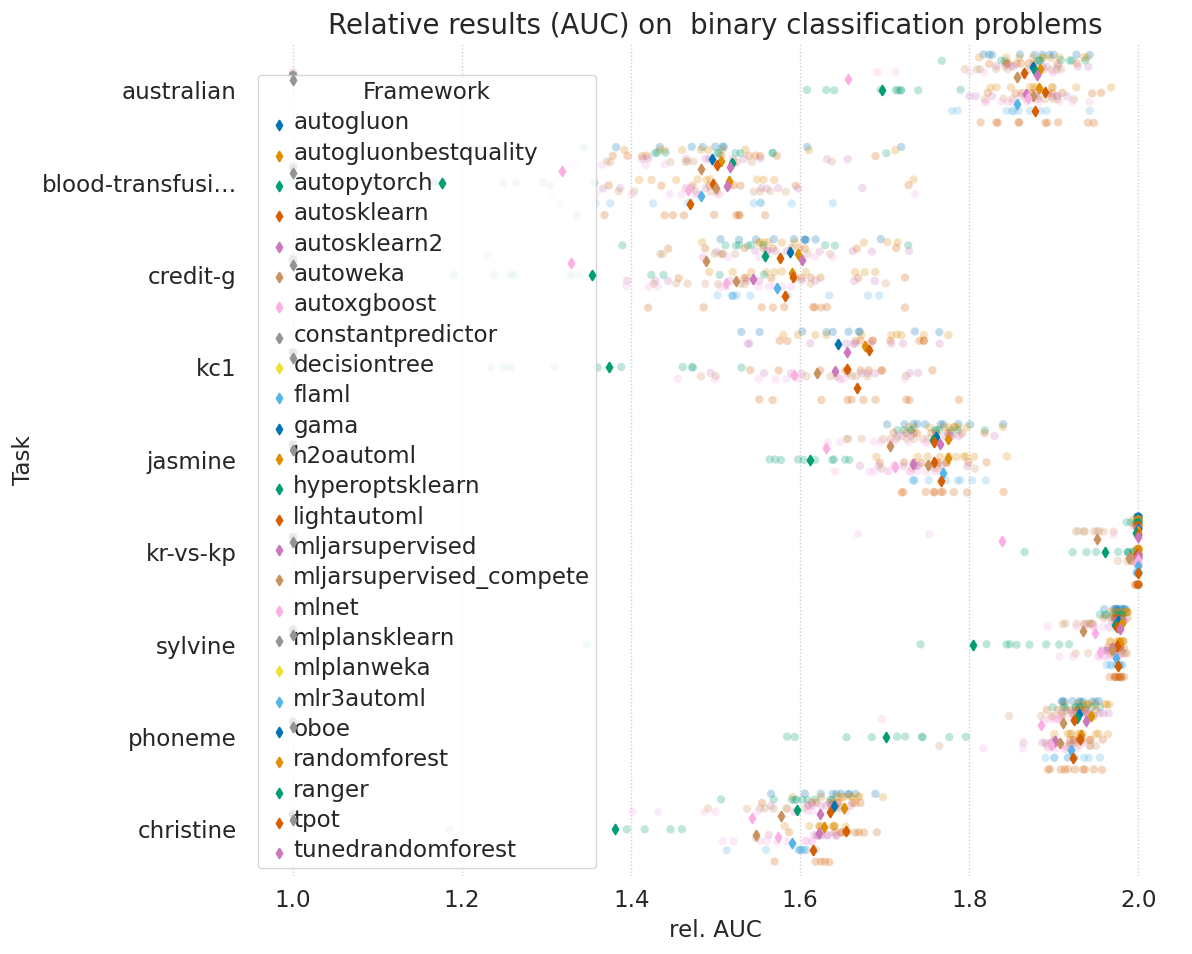 Relative results (AUC) on  binary classification problems
Task
australian
blood-transfusi...
credit-g
kc1
jasmine
kr-vs-kp
sylvine
phoneme
christine
Framework
autogluon
autogluonbestquality
autopytorch
autosklearn
autosklearn2
autoweka
autoxgboost
constantpredictor
decisiontree
flaml
gama
h2oautoml
hyperoptsklearn
lightautoml
mljarsupervised
mljarsupervised_compete
mlnet
mlplansklearn
mlplanweka
mlr3automl
oboe
randomforest
ranger
tpot
tunedrandomforest
1.0 1.2 1.4 1.6 1.8 2.0
rel. AUC